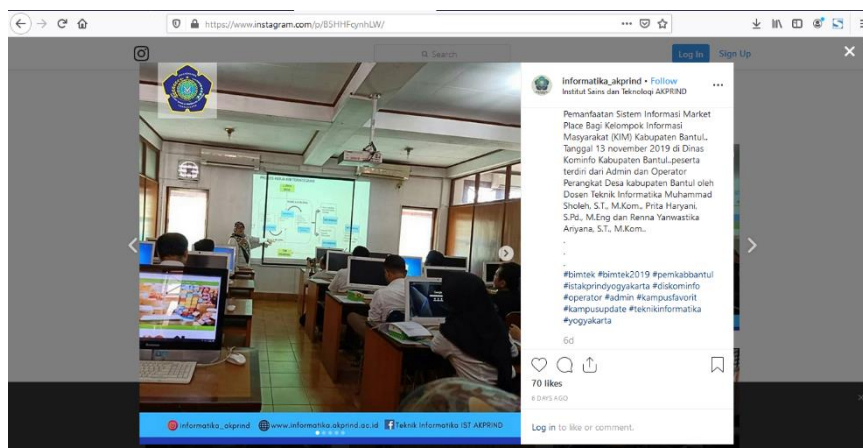 https://www.instagram.com/p/B5HHFcynhLW/
Search
Log In
Sign Up
informatika_akprind • Follow
Institut Sains dan Teknologi AKPRIND
Pemanfaatan Sistem Informasi Market
Place Bagi Kelompok Informasi
Masyarakat (KIM) Kabupaten Bantul..
Tanggal 13 november 2019 di Dinas
Kominfo Kabupaten Bantul..peserta
terdiri dari Admin dan Operator
Perangkat Desa kabupaten Bantul oleh
Dosen Teknik Informatika Muhammad
Sholeh, S.T., M.Kom., Prita Haryani,
S.Pd., M.Eng dan Renna Yanwastika
Ariyana, S.T., M.Kom..
.
.
.
#bimtek #bimtek2019 #pemkabbantul
#istakprindyogyakarta #diskominfo
#operator #admin #kampusfavorit
#kampusupdate #teknikinformatika
#yogyakarta
6d
70 likes
6 DAYS AGO
Log in to like or comment.
informatika_akprind www.informatika.akprind.ac.id Teknik Informatika IST AKPRIND